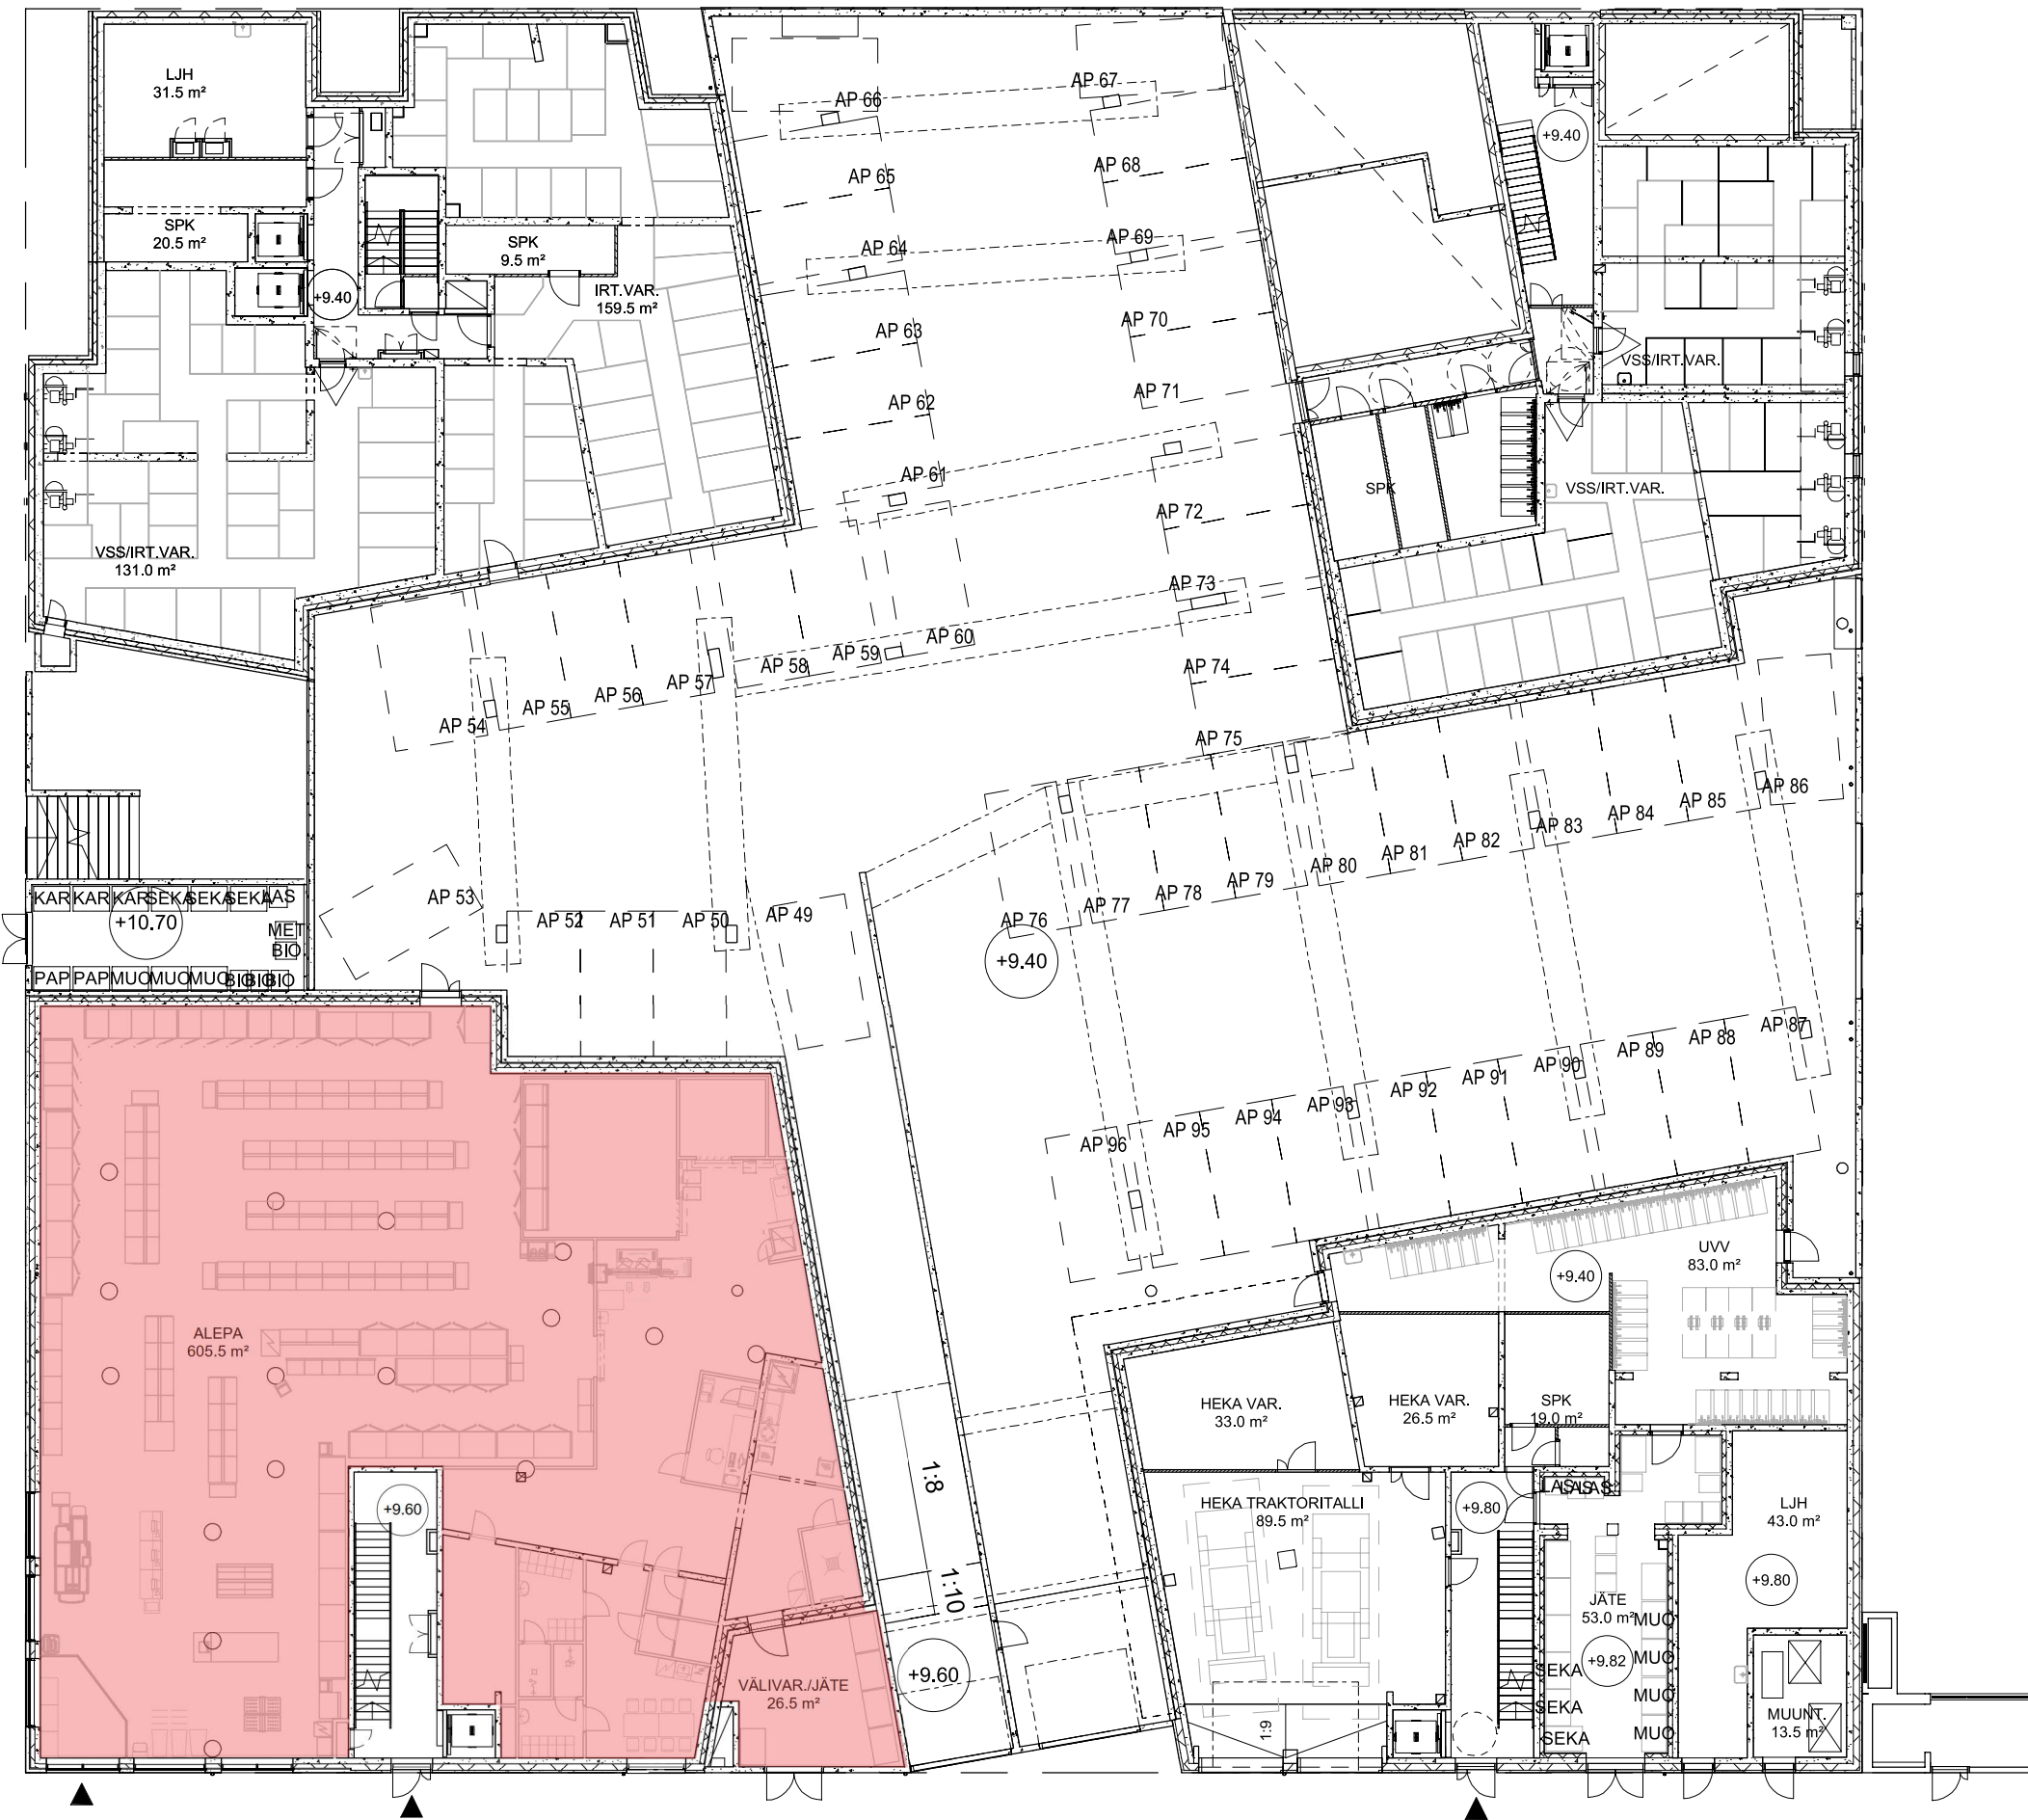 LJH
31.5 m²
SPK
20.5 m²
SPK
9.5 m²
+9.40
IRT.VAR.
159.5 m²
VSS/IRT.VAR.
131.0 m²
AP 66
AP 67
AP 65
AP 68
AP 64
AP 69
AP 63
AP 70
AP 62
AP 71
AP 61
AP 72
AP 73
AP 60
AP 59
AP 58
AP 57
AP 56
AP 55
AP 54
AP 74
AP 75
+9.40
VSS/IRT.VAR.
SPK
VSS/IRT.VAR.
AP 86
AP 85
AP 84
AP 83
AP 82
AP 81
AP 80
AP 79
AP 78
AP 77
AP 76
+9.40
AP 53
AP 52
AP 51
AP 50
AP 49
KAR KAR KAR SEKA SEKA SEKA LAS
+10.70
MET
BIO
PAP PAP MUO MUO MUO BIO BIO BIO
AP 87
AP 88
AP 89
AP 90
AP 91
AP 92
AP 93
AP 94
AP 95
AP 96
ALEPA
605.5 m²
+9.60
VÄLIVAR./JÄTE
26.5 m²
1:8
1:10
+9.60
UVV
83.0 m²
+9.40
HEKA VAR.
33.0 m²
HEKA VAR.
26.5 m²
SPK
19.0 m²
HEKA TRAKTORITALLI
89.5 m²
1:9
+9.80
LAS LAS LAS
LJH
43.0 m²
+9.80
JÄTE
53.0 m²
+9.82
MUO
MUO
MUO
MUO
SEKA
SEKA
SEKA
MUUNT.
13.5 m²